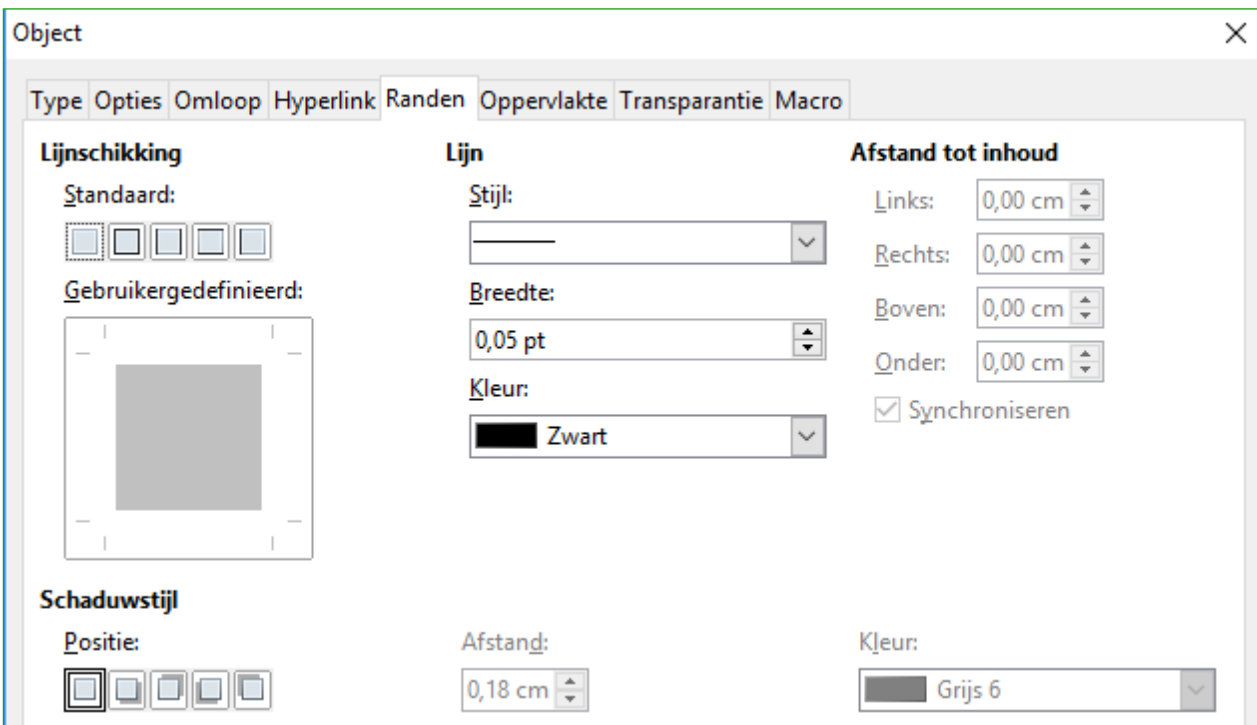 Object
Type Opties Omloop Hyperlink Randen Oppervlakte Transparantie Macro
Lijnschikking
Standaard:
Gebruikergedefinieerd:
Lijn
Stijl:
Breedte:
0,05 pt
Kleur:
Zwart
Afstand tot inhoud
Links: 0,00 cm
Rechts: 0,00 cm
Boven: 0,00 cm
Onder: 0,00 cm
Synchroniseren
Schaduwstijl
Positie:
Afstand:
0,18 cm
Kleur:
Grijs 6